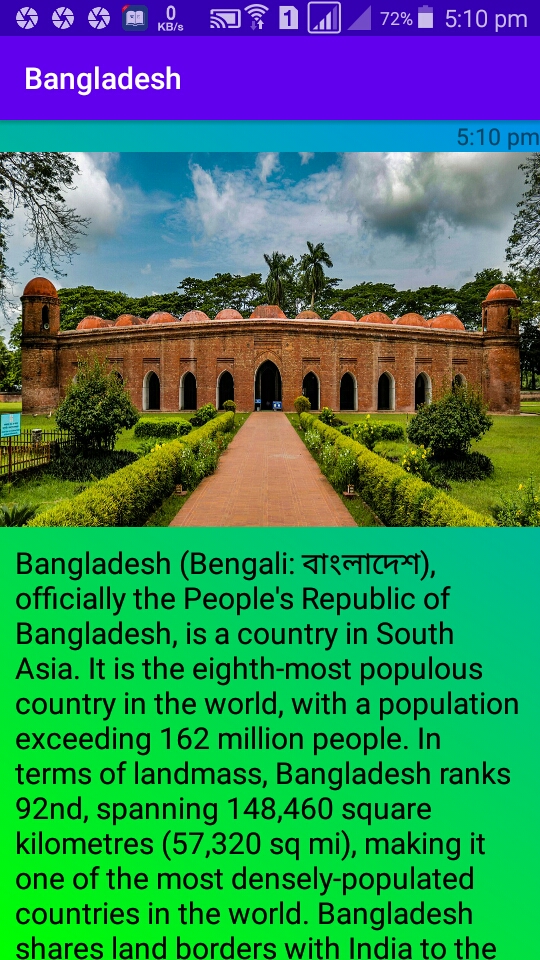 0
KB/s
1
72%
5:10 pm
Bangladesh
5:10 pm
Bangladesh (Bengali: বাংলাদেশ),
officially the People's Republic of
Bangladesh, is a country in South
Asia. It is the eighth-most populous
country in the world, with a population
exceeding 162 million people. In
terms of landmass, Bangladesh ranks
92nd, spanning 148,460 square
kilometres (57,320 sq mi), making it
one of the most densely-populated
countries in the world. Bangladesh
shares land borders with India to the